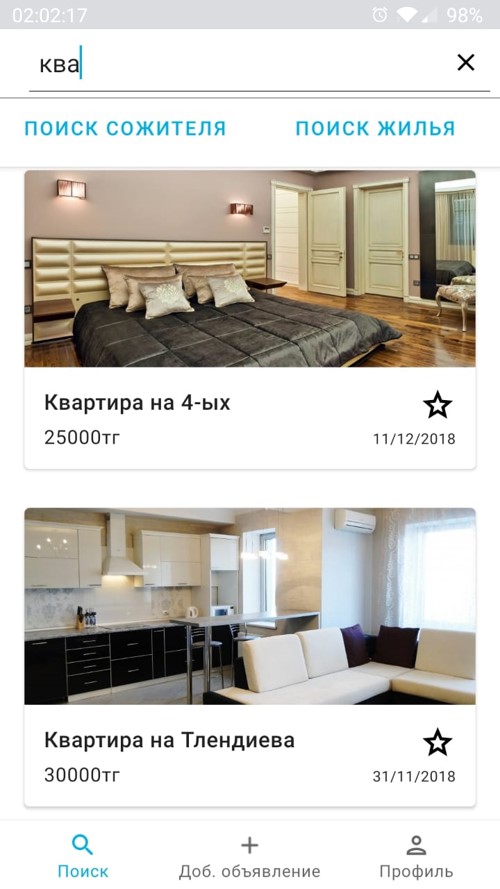 02:02:17
98%
ква
ПОИСК СОЖИТЕЛЯ
ПОИСК ЖИЛЬЯ
Квартира на 4-ых
25000тг
11/12/2018
Квартира на Тлендиева
30000тг
31/11/2018
Поиск
Доб. объявление
Профиль